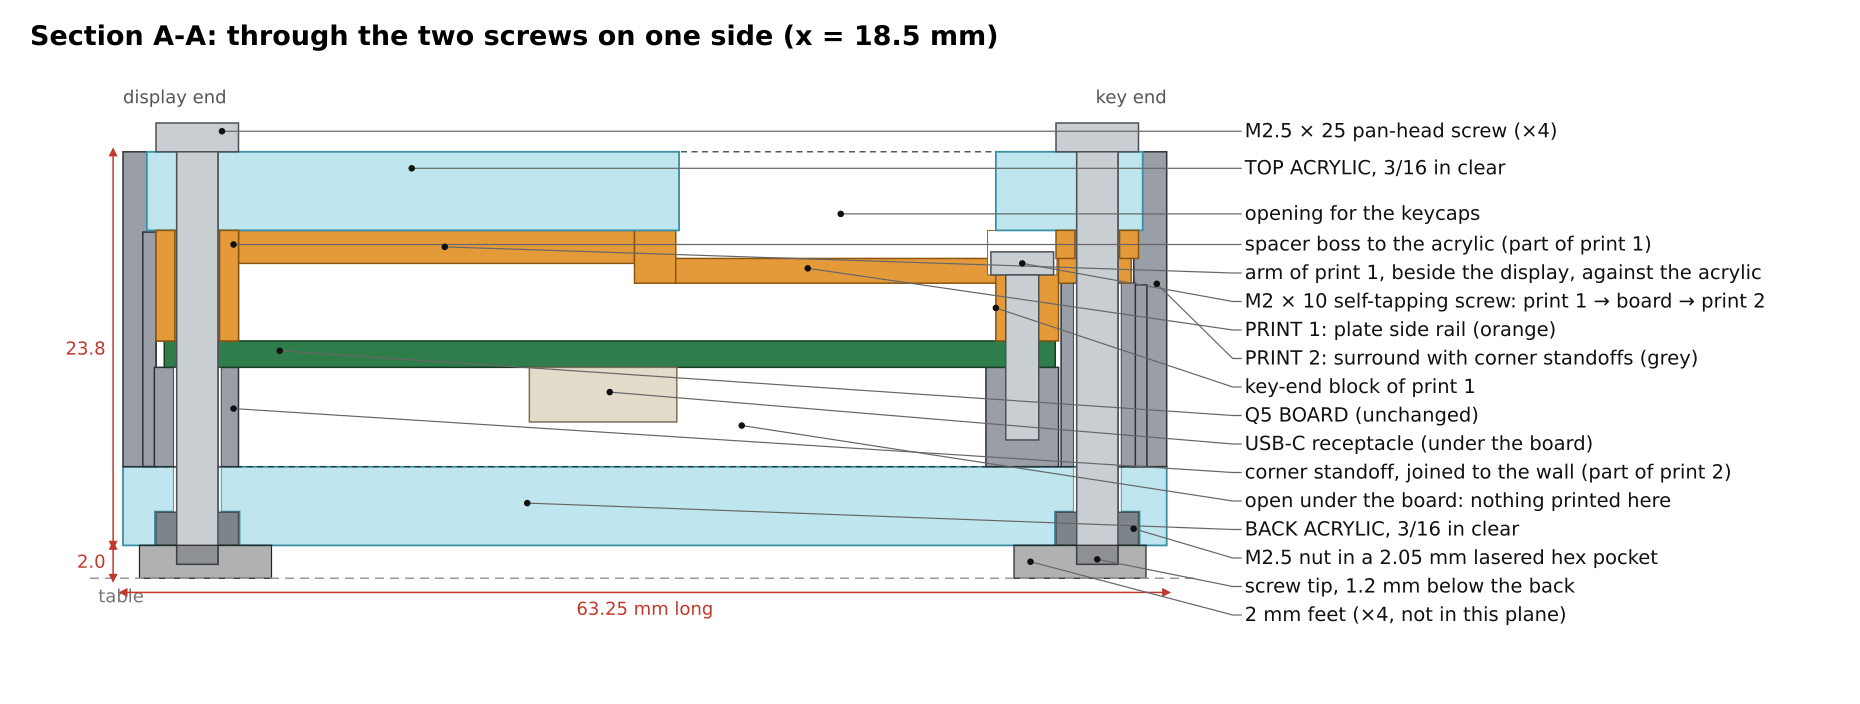 Section A-A: through the two screws on one side (x = 18.5 mm)
display end
key end
M2.5 × 25 pan-head screw (×4)
TOP ACRYLIC, 3/16 in clear
opening for the keycaps
spacer boss to the acrylic (part of print 1)
arm of print 1, beside the display, against the acrylic
M2 × 10 self-tapping screw: print 1 → board → print 2
PRINT 1: plate side rail (orange)
23.8
PRINT 2: surround with corner standoffs (grey)
key-end block of print 1
Q5 BOARD (unchanged)
USB-C receptacle (under the board)
corner standoff, joined to the wall (part of print 2)
open under the board: nothing printed here
BACK ACRYLIC, 3/16 in clear
M2.5 nut in a 2.05 mm lasered hex pocket
2.0
screw tip, 1.2 mm below the back
table
63.25 mm long
2 mm feet (×4, not in this plane)